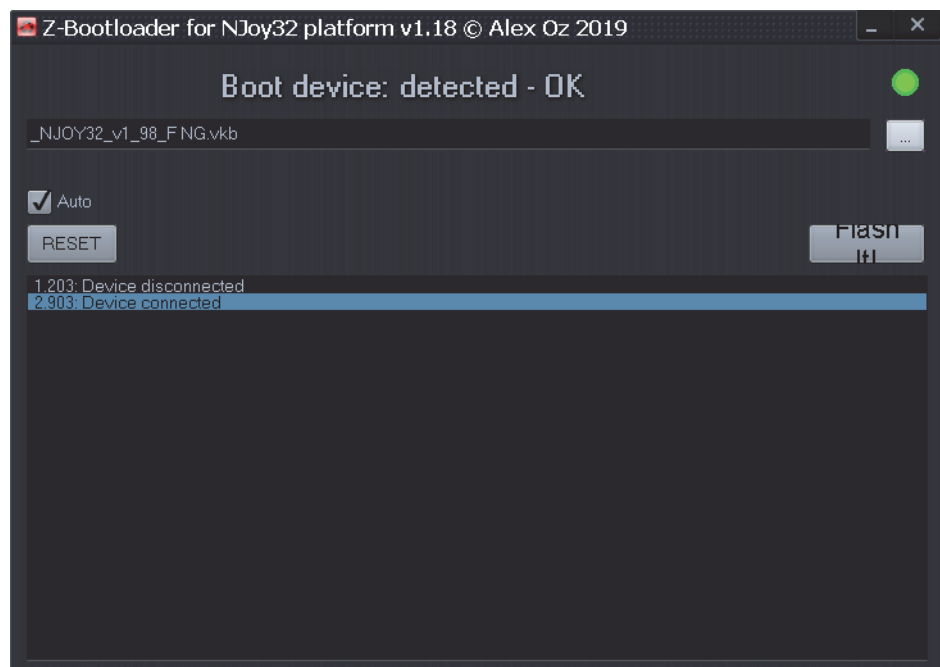 Z-Bootloader for NJoy32 platform v1.18 © Alex Oz 2019
Boot device: detected - OK
_NJOY32_v1_98_F NG.vkb
...
Auto
RESET
Flash
It!
1.203: Device disconnected
2.903: Device connected